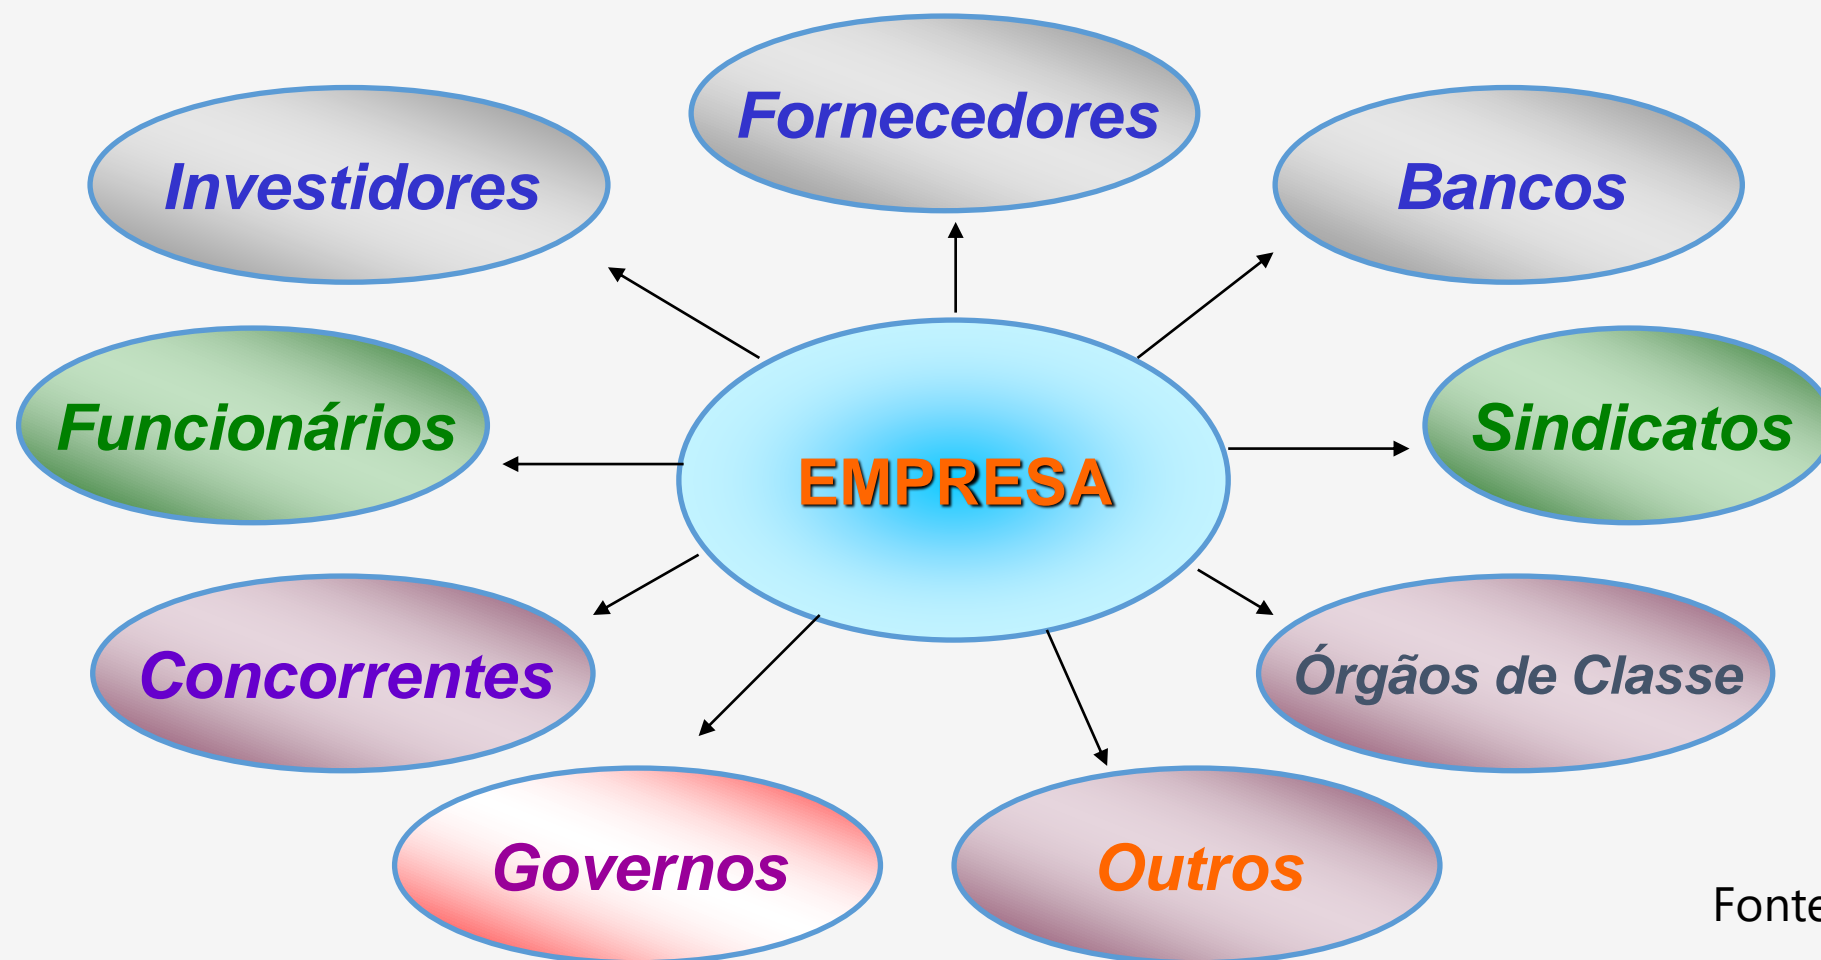 Fornecedores
Investidores
Bancos
Funcionários
Sindicatos
EMPRESA
Concorrentes
Órgãos de Classe
Governos
Outros
Fonte